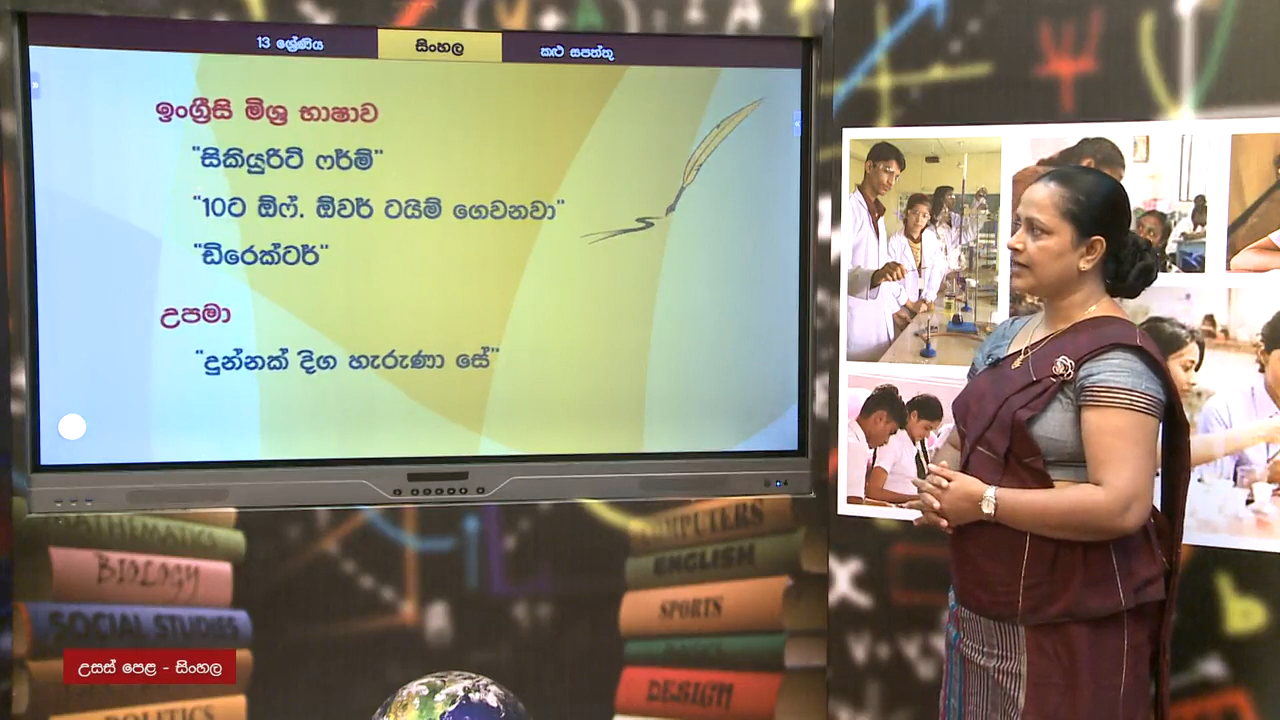 13 ශ්‍රේණිය
සිංහල
කළු සපත්තු
ඉංග්‍රීසි මිශ්‍ර භාෂාව
"සිකියුරිටි ෆර්ම්"
"10ට ඕෆ්. ඕවර් ටයිම් ගෙවනවා"
"ඩිරෙක්ටර්"
උපමා
"දුන්නක් දිග හැරුණා සේ"
MATHEMATICS
BIOLOGY
SOCIAL STUDIES
POLITICS
COMPUTERS
ENGLISH
SPORTS
DESIGN
උසස් පෙළ - සිංහල